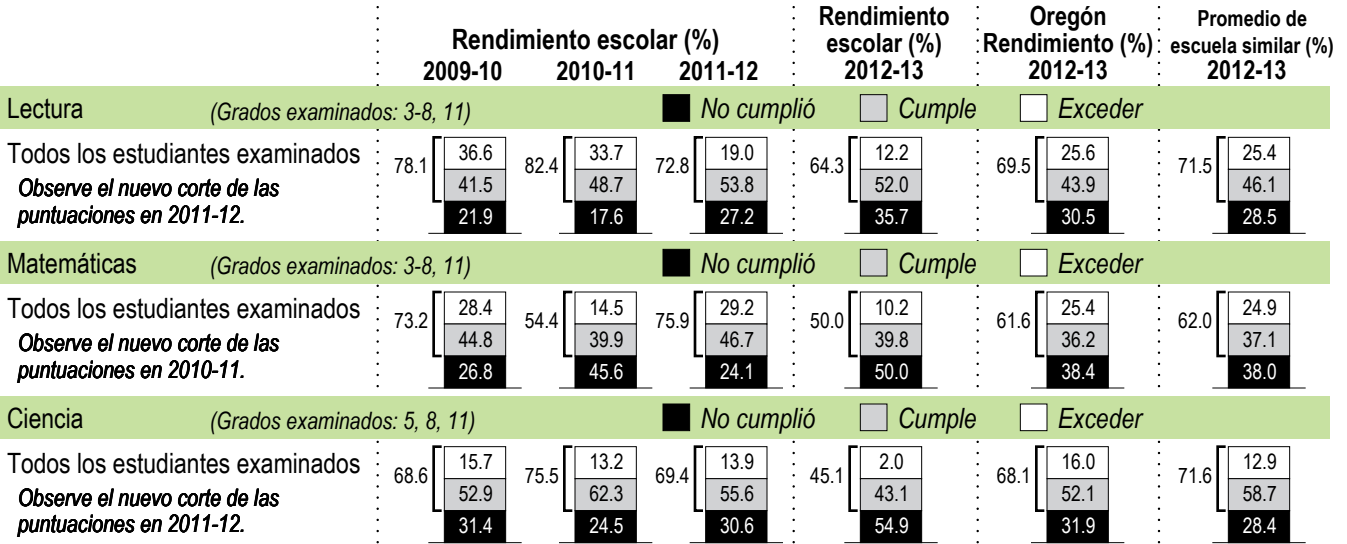 Rendimiento escolar (%)
2009-10 2010-11 2011-12
Rendimiento
escolar (%)
2012-13
Oregón
Rendimiento (%)
2012-13
Promedio de
escuela similar (%)
2012-13
Lectura (Grados examinados: 3-8, 11) No cumplió Cumple Exceder
Todos los estudiantes examinados
Observe el nuevo corte de las
puntuaciones en 2011-12.
78.1 36.6 82.4 33.7 72.8 19.0 64.3 12.2 69.5 25.6 71.5 25.4
41.5 48.7 53.8 52.0 43.9 46.1
21.9 17.6 27.2 35.7 30.5 28.5
Matemáticas (Grados examinados: 3-8, 11) No cumplió Cumple Exceder
Todos los estudiantes examinados
Observe el nuevo corte de las
puntuaciones en 2010-11.
73.2 28.4 54.4 14.5 75.9 29.2 50.0 10.2 61.6 25.4 62.0 24.9
44.8 39.9 46.7 39.8 36.2 37.1
26.8 45.6 24.1 50.0 38.4 38.0
Ciencia (Grados examinados: 5, 8, 11) No cumplió Cumple Exceder
Todos los estudiantes examinados
Observe el nuevo corte de las
puntuaciones en 2011-12.
68.6 15.7 75.5 13.2 69.4 13.9 45.1 2.0 68.1 16.0 71.6 12.9
52.9 62.3 55.6 43.1 52.1 58.7
31.4 24.5 30.6 54.9 31.9 28.4